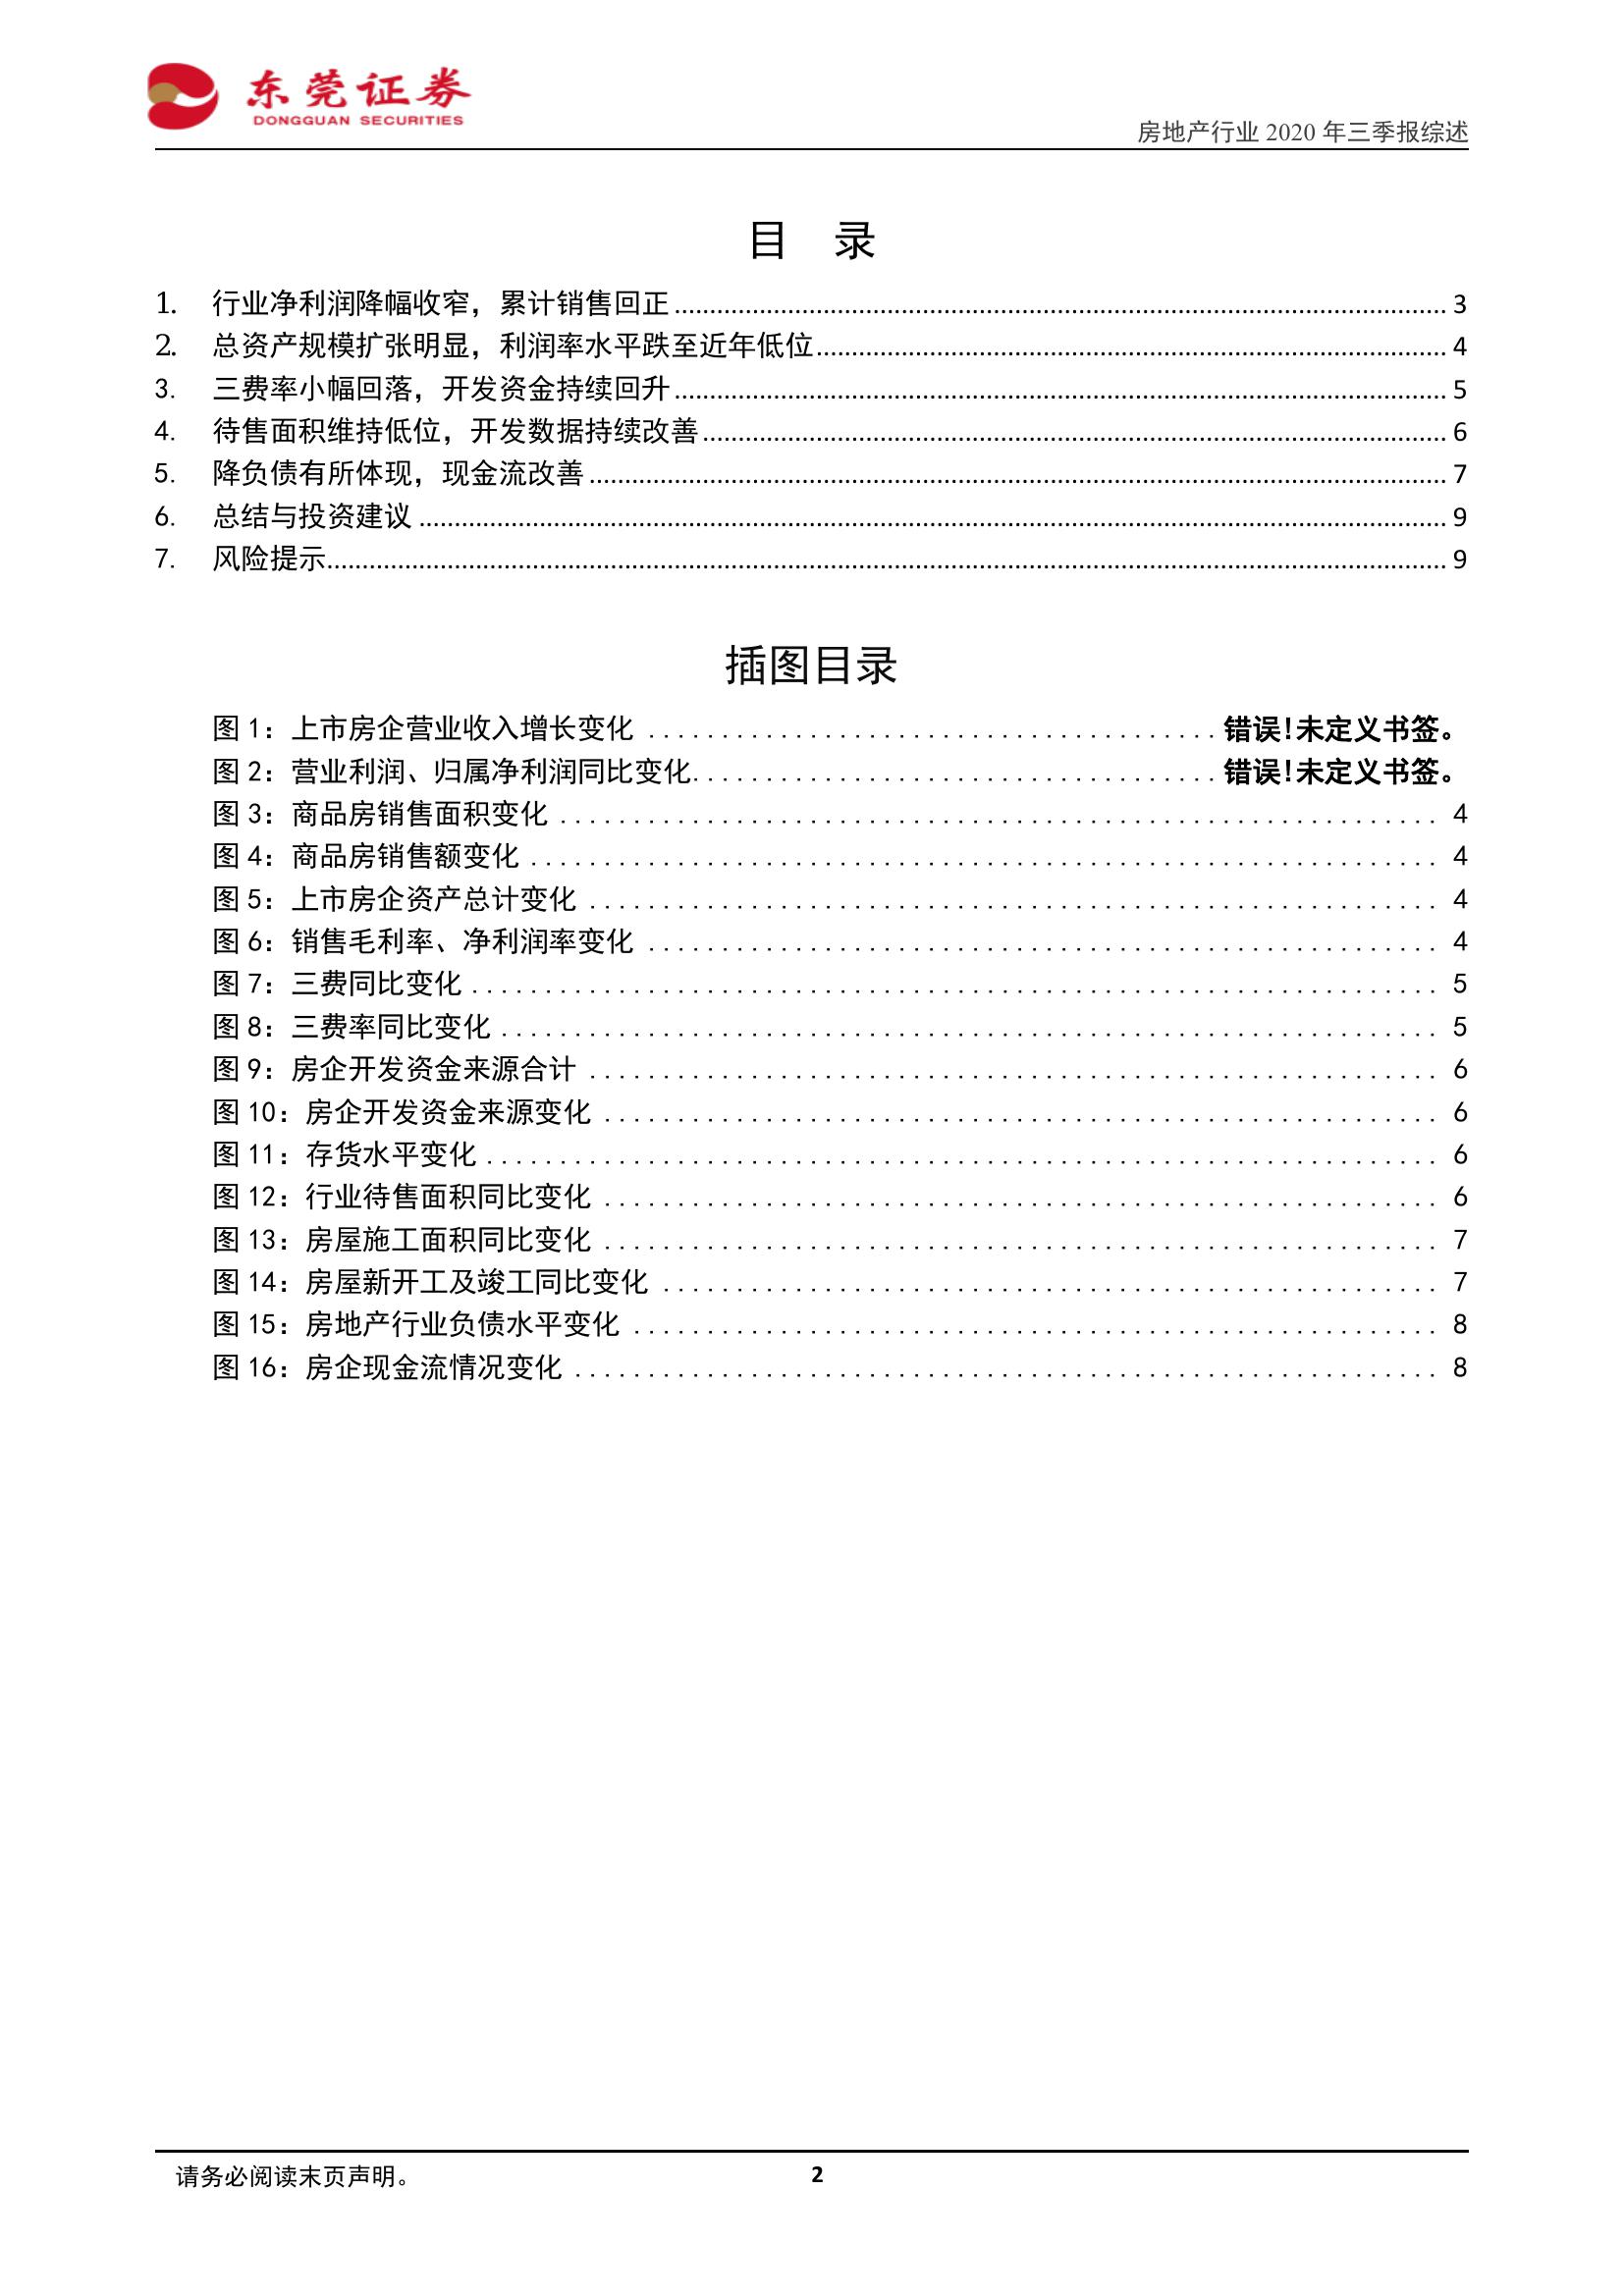 东莞证券
DONGGUAN SECURITIES
房地产行业 2020 年三季报综述
目 录
1. 行业净利润降幅收窄，累计销售回正 3
2. 总资产规模扩张明显，利润率水平跌至近年低位 4
3. 三费率小幅回落，开发资金持续回升 5
4. 待售面积维持低位，开发数据持续改善 6
5. 降负债有所体现，现金流改善 7
6. 总结与投资建议 9
7. 风险提示 9
插图目录
图 1：上市房企营业收入增长变化 错误!未定义书签。
图 2：营业利润、归属净利润同比变化 错误!未定义书签。
图 3：商品房销售面积变化 4
图 4：商品房销售额变化 4
图 5：上市房企资产总计变化 4
图 6：销售毛利率、净利润率变化 4
图 7：三费同比变化 5
图 8：三费率同比变化 5
图 9：房企开发资金来源合计 6
图 10：房企开发资金来源变化 6
图 11：存货水平变化 6
图 12：行业待售面积同比变化 6
图 13：房屋施工面积同比变化 7
图 14：房屋新开工及竣工同比变化 7
图 15：房地产行业负债水平变化 8
图 16：房企现金流情况变化 8
请务必阅读末页声明。
2